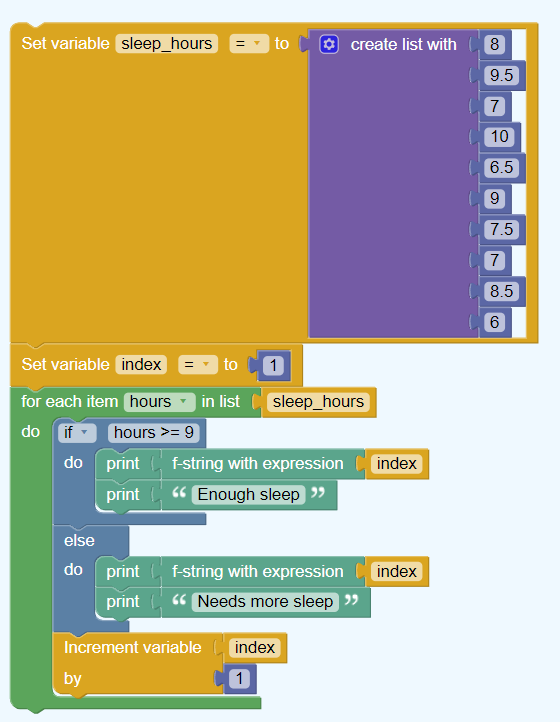 Set variable sleep_hours = to create list with 8
9.5
7
10
6.5
9
7.5
7
8.5
6
Set variable index = to 1
for each item hours in list sleep_hours
do if hours >= 9
do print f-string with expression index
print “ Enough sleep ”
else
do print f-string with expression index
print “ Needs more sleep ”
Increment variable index
by 1